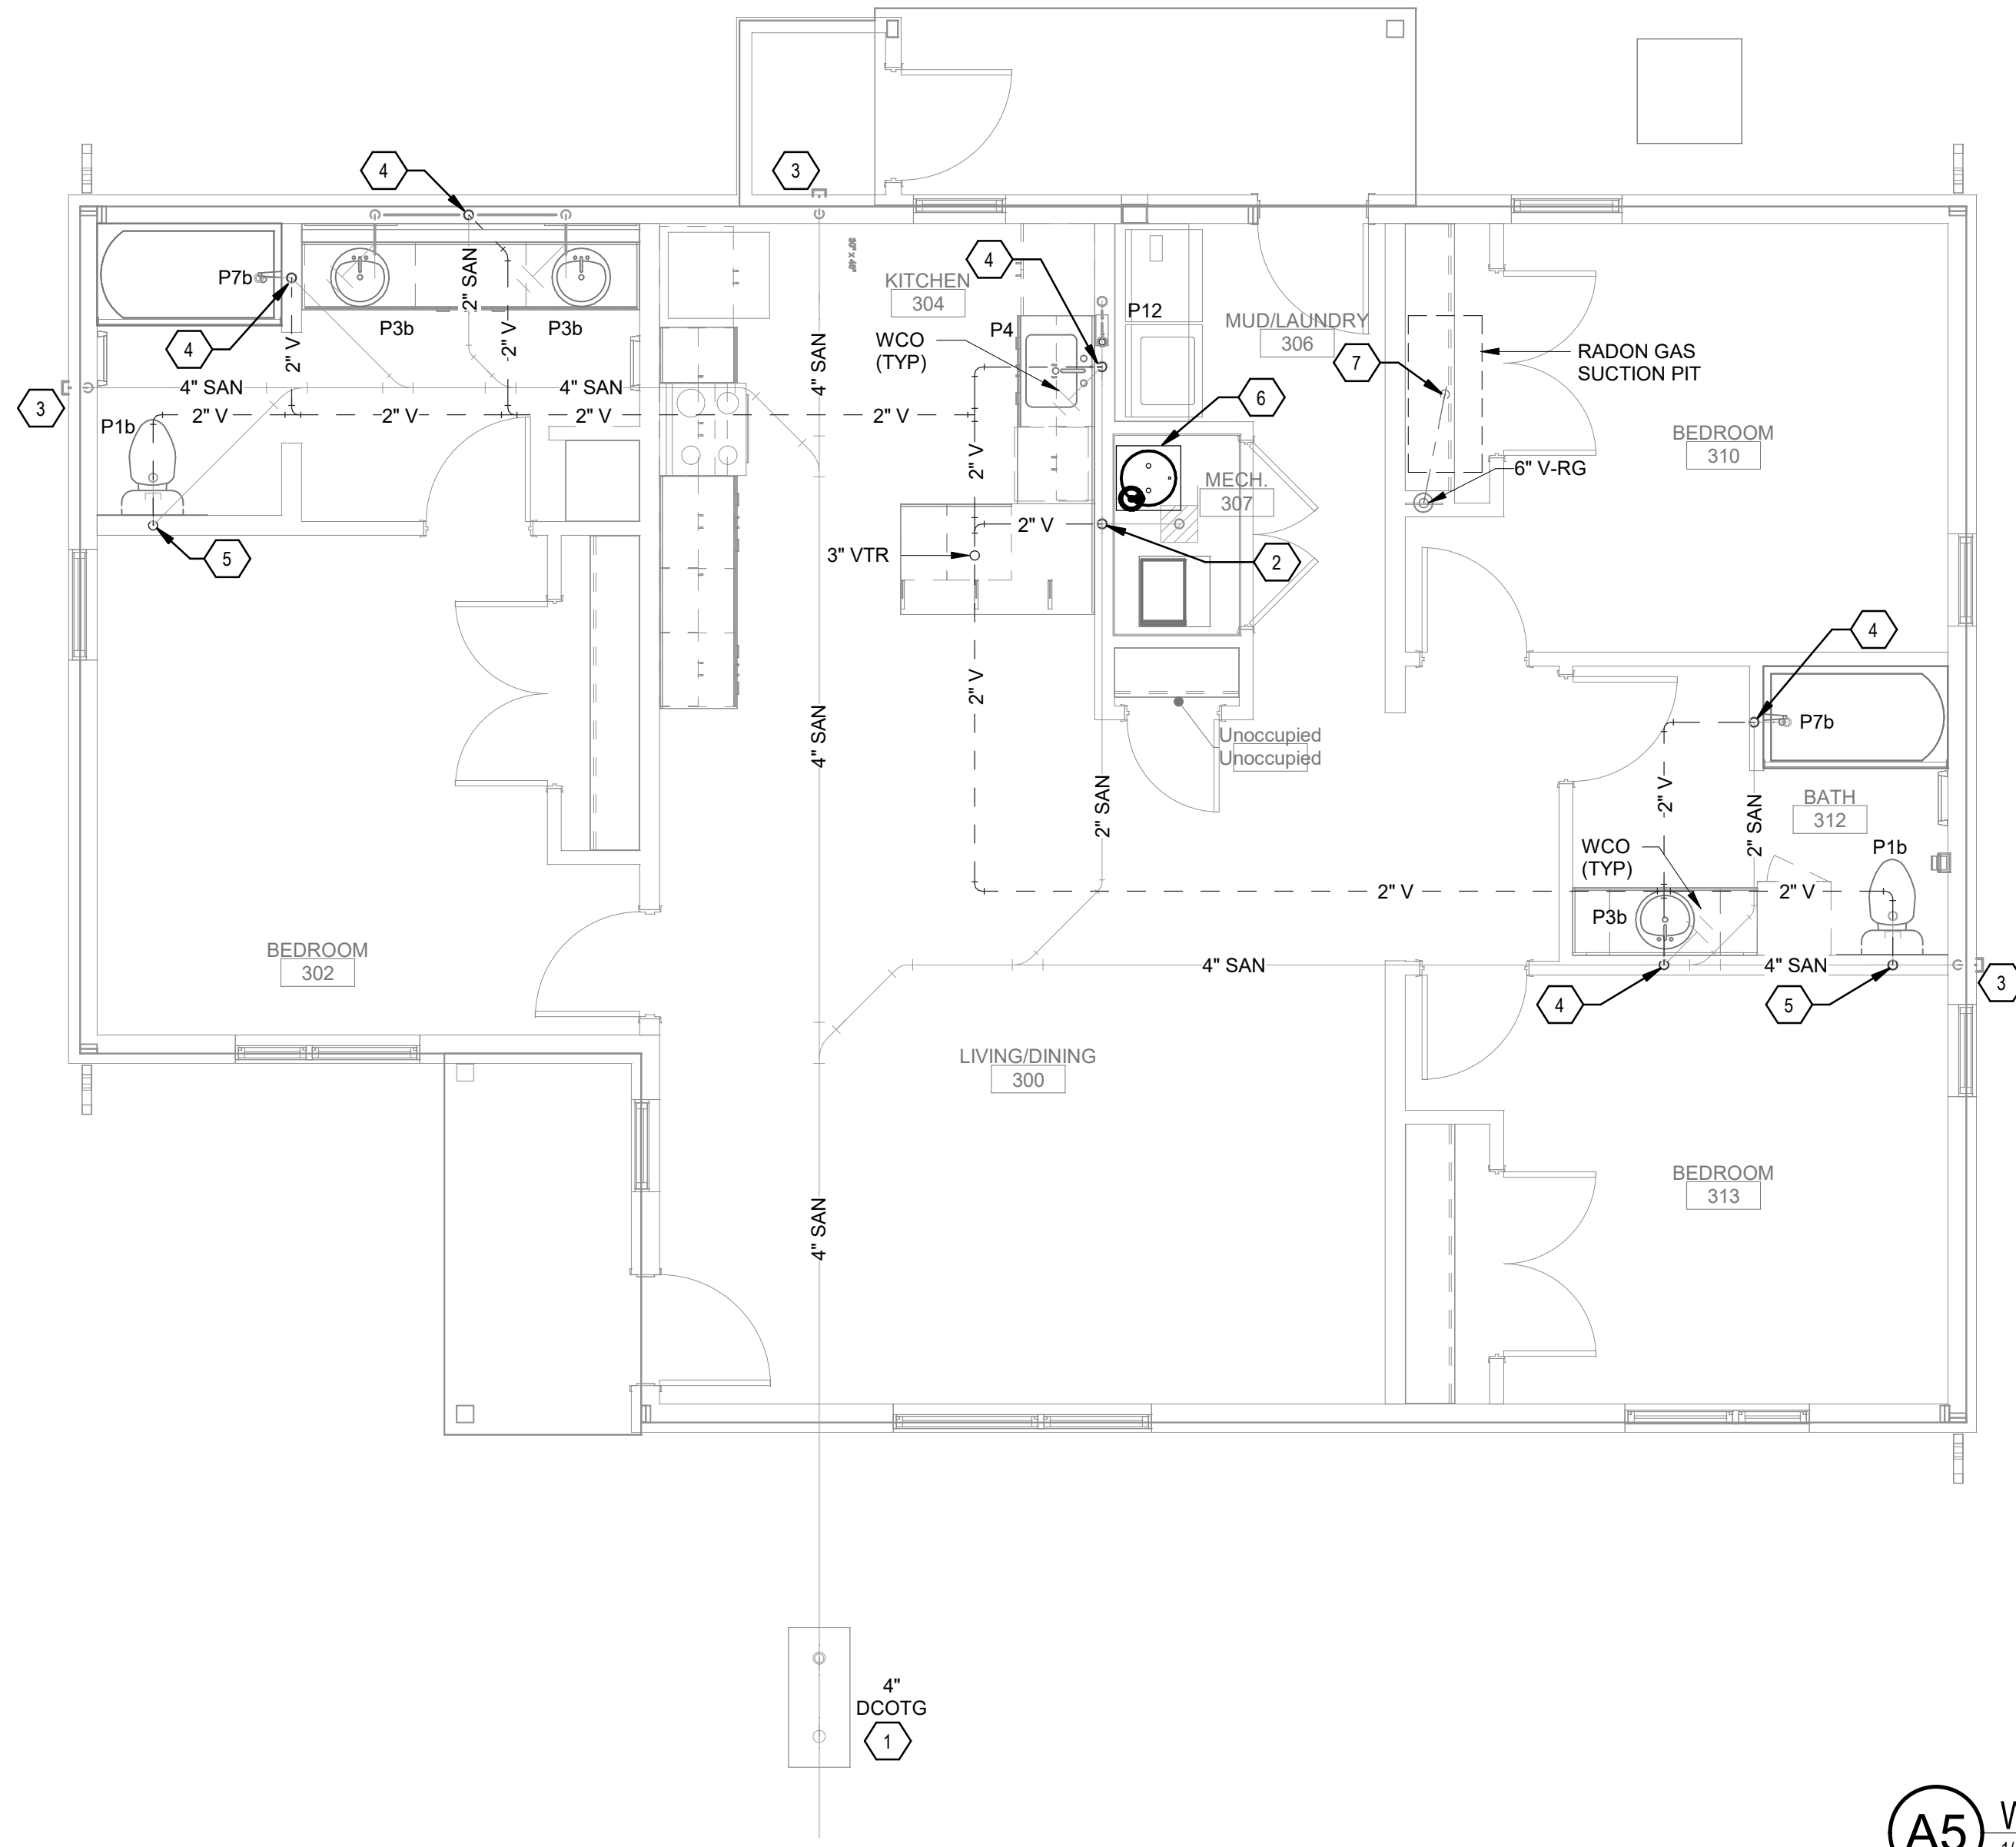 3
4
30" x 48"
KITCHEN
304
4
P7b
2" SAN
P12
P4
MUD/LAUNDRY
306
WCO
(TYP)
P3b
P3b
4
2" V
2" V
4" SAN
7
RADON GAS
SUCTION PIT
4" SAN
4" SAN
3
6
2" V
2" V
2" V
2" V
P1b
BEDROOM
310
2" V
6" V-RG
MECH.
307
2" V
3" VTR
5
2
4
2" V
4" SAN
P7b
Unoccupied
Unoccupied
2" V
2" SAN
BATH
312
2" SAN
WCO
(TYP)
P1b
2" V
2" V
P3b
BEDROOM
302
4" SAN
4" SAN
3
4
5
LIVING/DINING
300
BEDROOM
313
4" SAN
4"
DCOTG
1
A5